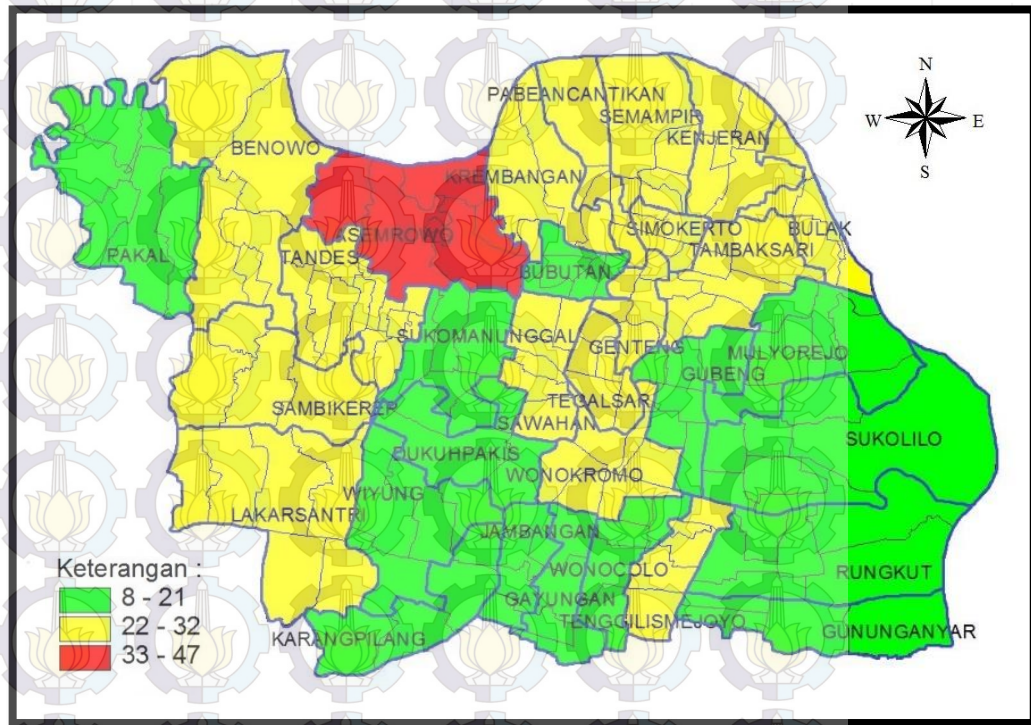 N
W E
S
PABEANCANTIKAN
SEMAMPIR
KENJERAN
BENOWO
KREMBANGAN
ASEMROWO
SIMOKERTO
BULAK
TAMBAKSARI
PAKAL
TANDES
BUBUTAN
SUKOMANUNGGAL
GENTENG
MULYOREJO
GUBENG
SAMBIKEREP
TEGALSARI
SAWAHAN
SUKOLILO
DUKUHPAKIS
WONOKROMO
WIYUNG
LAKARSANTRI
JAMBANGAN
WONOCOLO
RUNGKUT
GAYUNGAN
TENGGILISMEJOYO
GUNUNGANYAR
KARANGPILANG
Keterangan :
8 - 21
22 - 32
33 - 47